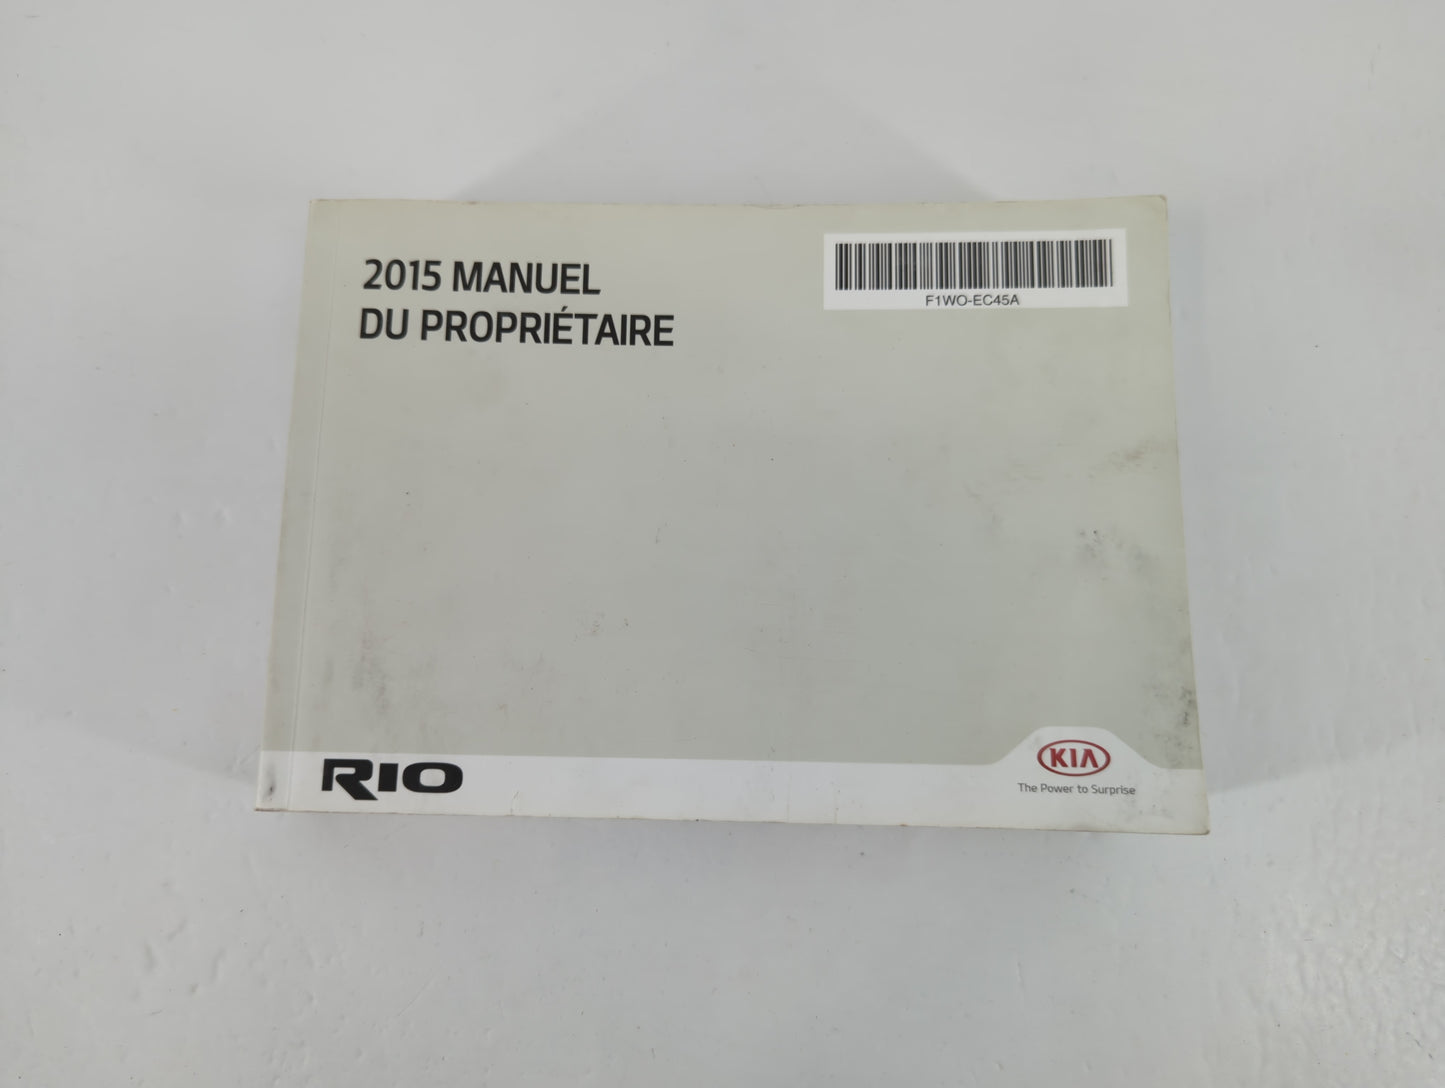 2015 MANUEL
DU PROPRIÉTAIRE
F1WO-EC45A
RIO
KIA
The Power to Surprise